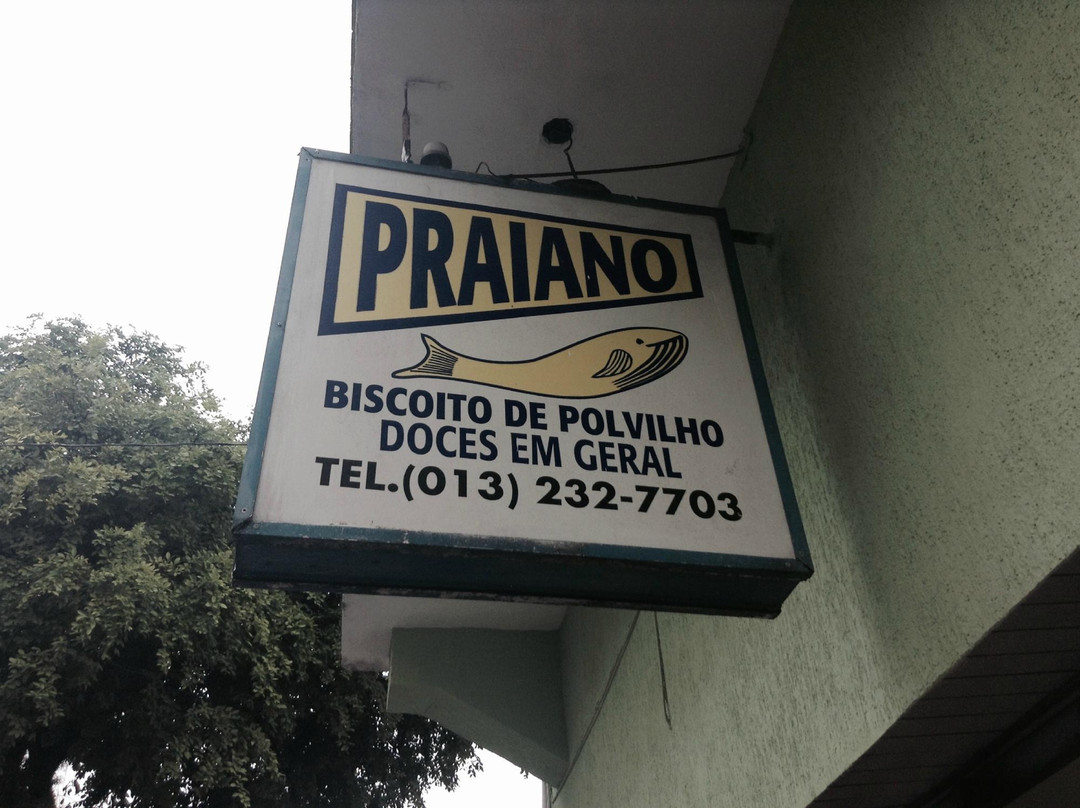 PRAIANO
BISCOITO DE POLVILHO
DOCES EM GERAL
TEL.(013) 232-7703